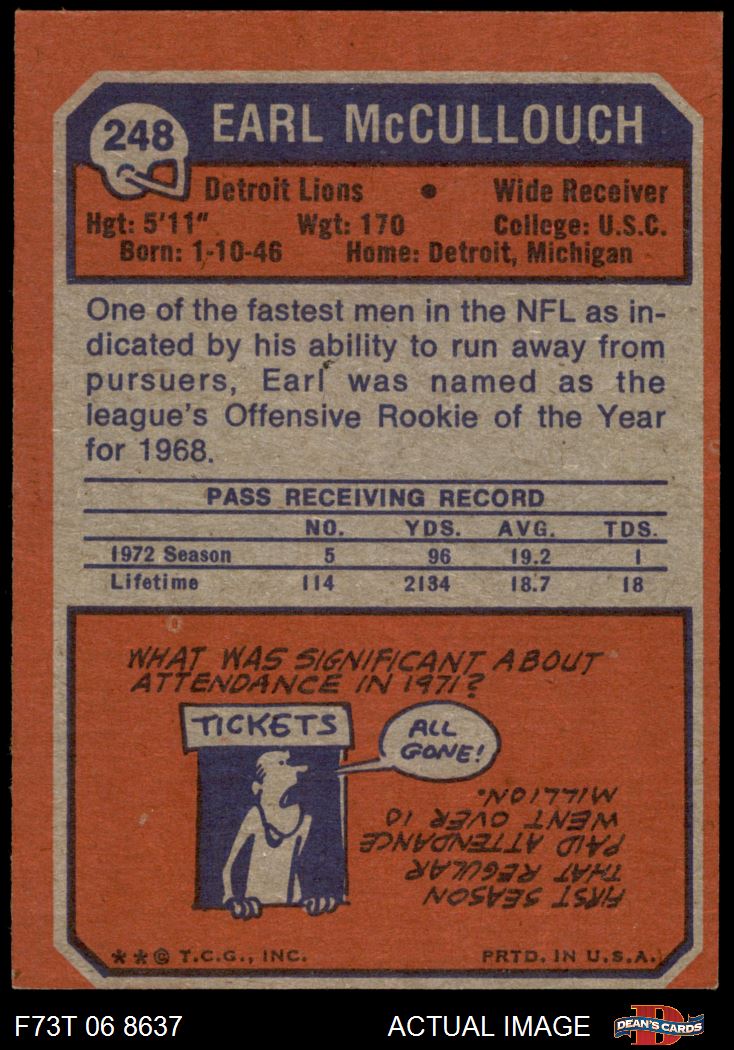 248
EARL McCULLOUCH
Detroit Lions • Wide Receiver
Hgt: 5'11" Wgt: 170 College: U.S.C.
Born: 1-10-46 Home: Detroit, Michigan
One of the fastest men in the NFL as in-
dicated by his ability to run away from
pursuers, Earl was named as the
league's Offensive Rookie of the Year
for 1968.
PASS RECEIVING RECORD
NO. YDS. AVG. TDS.
1972 Season 5 96 19.2 1
Lifetime 114 2134 18.7 18
WHAT WAS SIGNIFICANT ABOUT
ATTENDANCE IN 1971?
TICKETS
ALL
GONE!
FIRST SEASON
THAT REGULAR
PAID ATTENDANCE
WENT OVER 10
MILLION.
**© T.C.G., INC. PRTD. IN U.S.A.
F73T 06 8637 ACTUAL IMAGE
D
DEAN'S CARDS